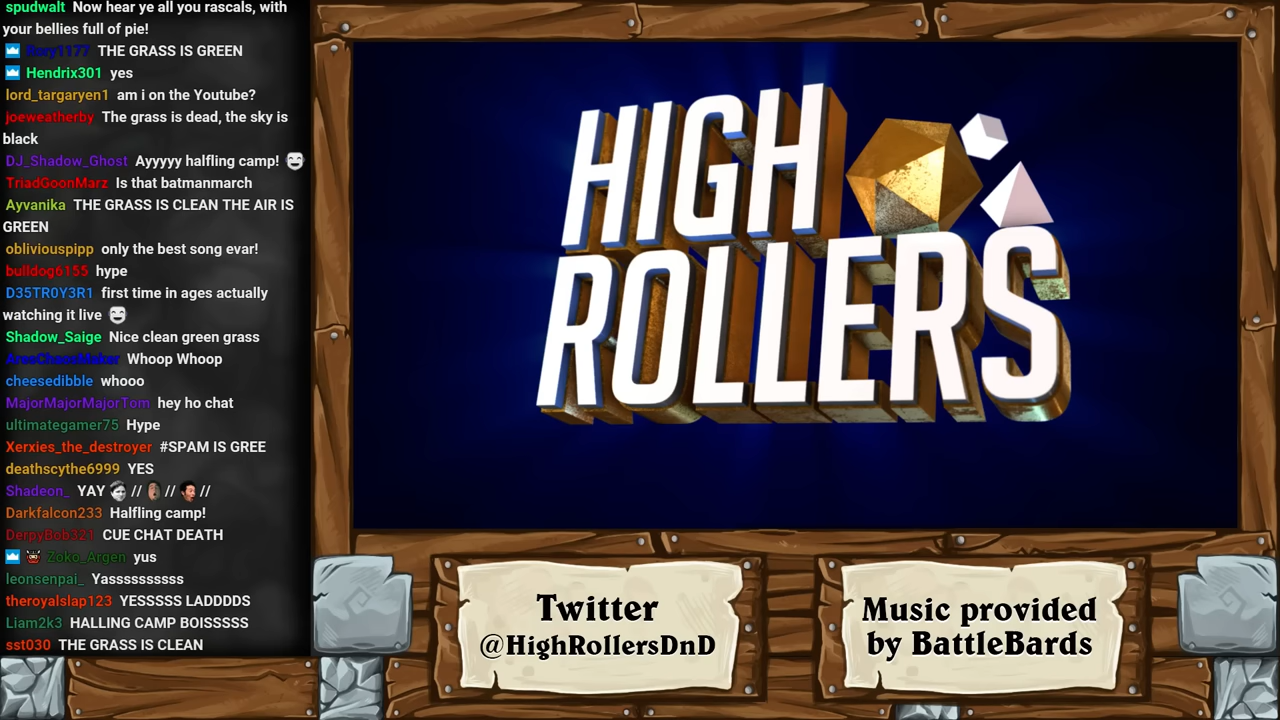 spudwalt Now hear ye all you rascals, with
your bellies full of pie!
THE GRASS IS GREEN
Hendrix301 yes
lord_targaryen1 am i on the Youtube?
joeweatherby The grass is dead, the sky is
black
DJ_Shadow_Ghost Ayyyyy halfling camp!
TriadGoonMarz Is that batmanmarch
Ayvanika THE GRASS IS CLEAN THE AIR IS
GREEN
obliviouspipp only the best song evar!
bulldog6155 hype
D35TR0Y3R1 first time in ages actually
watching it live
Shadow_Saige Nice clean green grass
AresChaosMaker Whoop Whoop
cheesedibble whooo
MajorMajorMajorTom hey ho chat
ultimategamer75 Hype
Xerxies_the_destroyer #SPAM IS GREE
deathscythe6999 YES
Shadeon_ YAY // // //
Darkfalcon233 Halfling camp!
DerpyBob321 CUE CHAT DEATH
Zoko_Argen yus
leonsenpai_ Yasssssssssss
theroyalslap123 YESSSSS LADDDDS
Liam2k3 HALLING CAMP BOISSSSS
sst030 THE GRASS IS CLEAN
HIGH
ROLLERS
Twitter
@HighRollersDnD
Music provided
by BattleBards